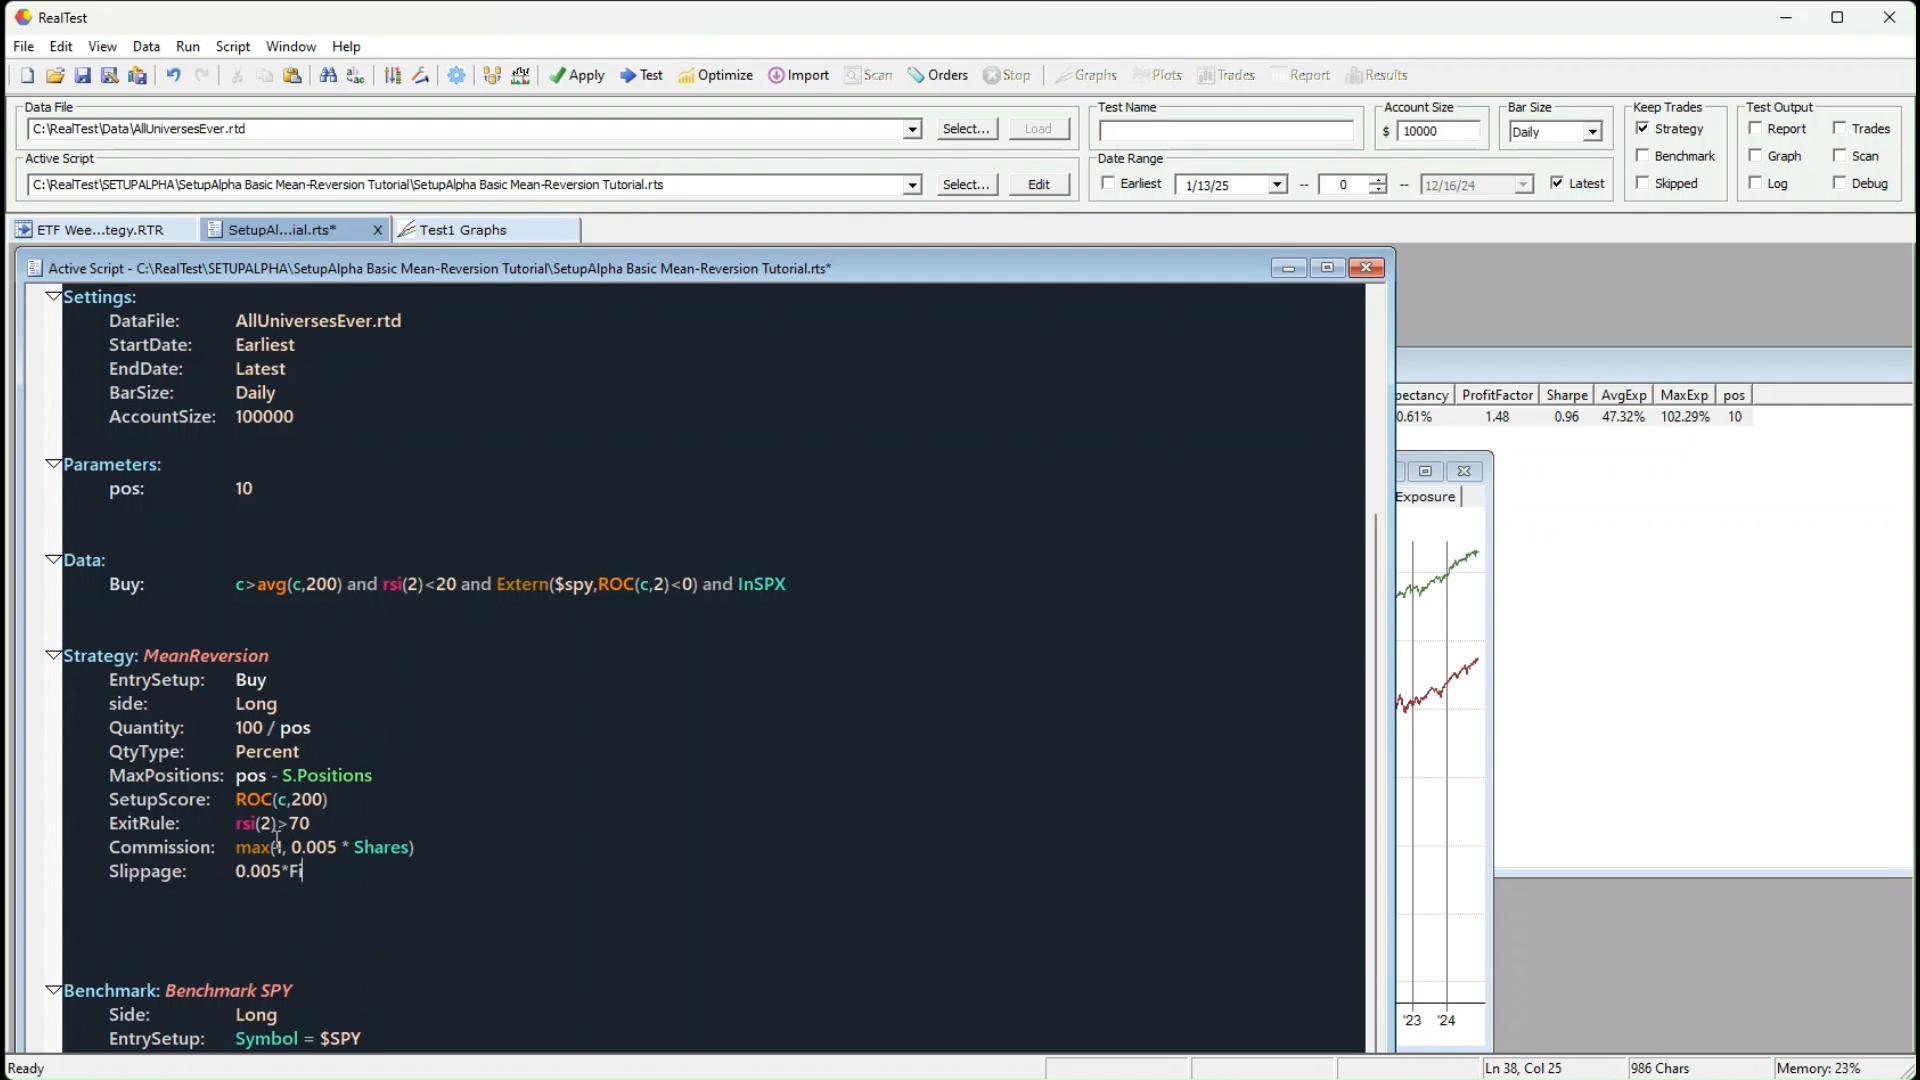 RealTest
File Edit View Data Run Script Window Help
Apply Test Optimize Import Scan Orders Stop Graphs Plots Trades Report Results
Data File Test Name Account Size Bar Size Keep Trades Test Output
C:\RealTest\Data\AllUniversesEver.rtd Select... Load $ 10000 Daily Strategy Report Trades
Active Script Date Range Benchmark Graph Scan
C:\RealTest\SETUPALPHA\SetupAlpha Basic Mean-Reversion Tutorial\SetupAlpha Basic Mean-Reversion Tutorial.rts Select... Edit Earliest 1/13/25 -- 0 -- 12/16/24 Latest Skipped Log Debug
ETF Wee...tegy.RTR SetupAl...ial.rts* X Test1 Graphs
Active Script - C:\RealTest\SETUPALPHA\SetupAlpha Basic Mean-Reversion Tutorial\SetupAlpha Basic Mean-Reversion Tutorial.rts*
Settings:
DataFile: AllUniversesEver.rtd
StartDate: Earliest
EndDate: Latest
BarSize: Daily
AccountSize: 100000
Parameters:
pos: 10
Data:
Buy: c>avg(c,200) and rsi(2)<20 and Extern($spy,ROC(c,2)<0) and InSPX
Strategy: MeanReversion
EntrySetup: Buy
side: Long
Quantity: 100 / pos
QtyType: Percent
MaxPositions: pos - S.Positions
SetupScore: ROC(c,200)
ExitRule: rsi(2)>70
Commission: max(1, 0.005 * Shares)
Slippage: 0.005*Fi
Benchmark: Benchmark SPY
Side: Long
EntrySetup: Symbol = $SPY
pectancy ProfitFactor Sharpe AvgExp MaxExp pos
0.61% 1.48 0.96 47.32% 102.29% 10
Exposure
'23 '24
Ready Ln 38, Col 25 986 Chars Memory: 23%